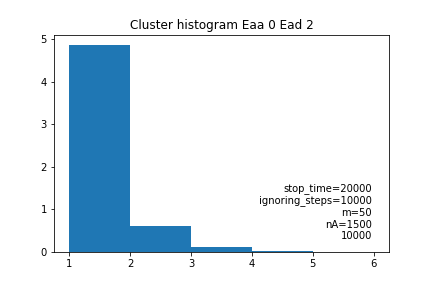 Cluster histogram Eaa 0 Ead 2
5
4
3
2
1
0
stop_time=20000
ignoring_steps=10000
m=50
nA=1500
10000
1 2 3 4 5 6